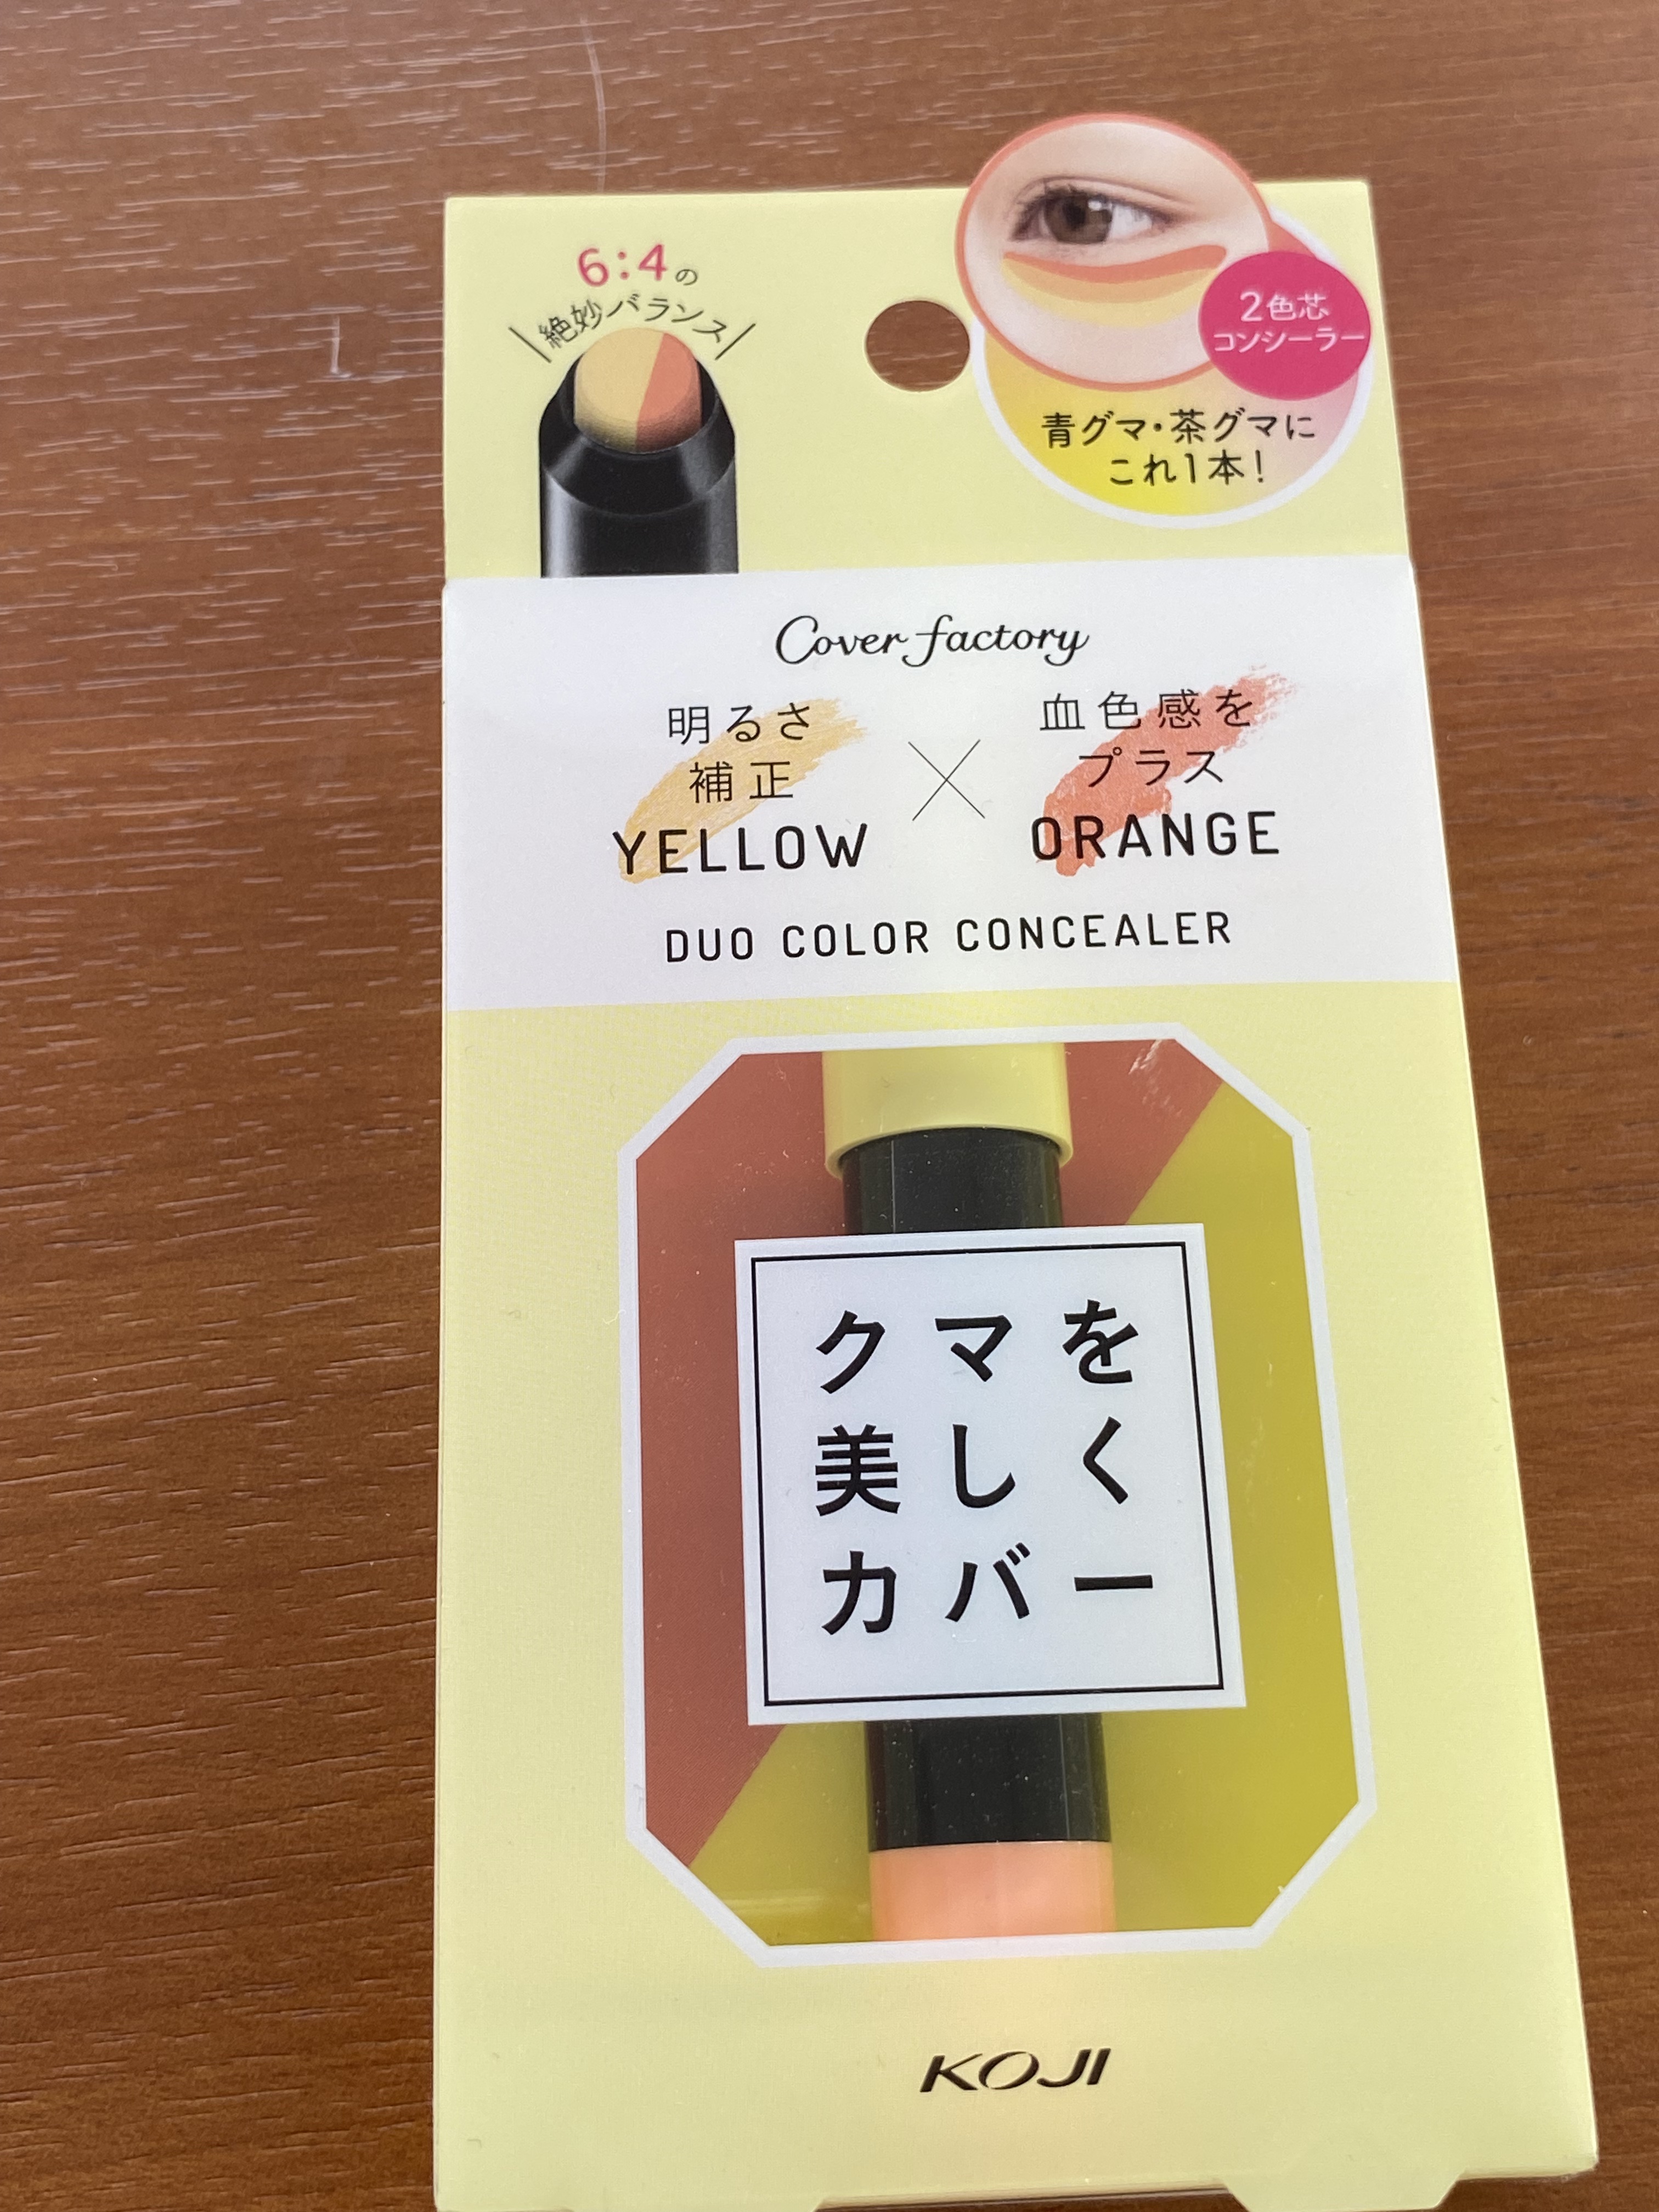 6:4の
絶妙バランス
2色芯
コンシーラー
青グマ・茶グマに
これ1本!
Cover factory
明るさ
補正
YELLOW
×
血色感を
プラス
ORANGE
DUO COLOR CONCEALER
クマを
美しく
カバー
KOJI